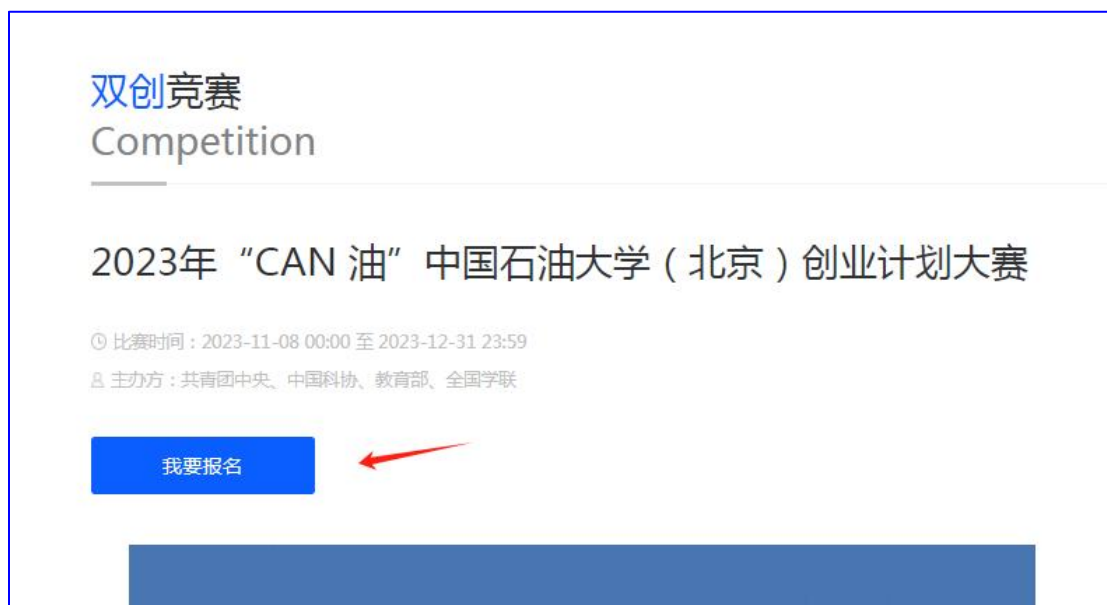 双创竞赛
Competition
2023年“CAN 油”中国石油大学（北京）创业计划大赛
比赛时间：2023-11-08 00:00 至 2023-12-31 23:59
主办方：共青团中央、中国科协、教育部、全国学联
我要报名